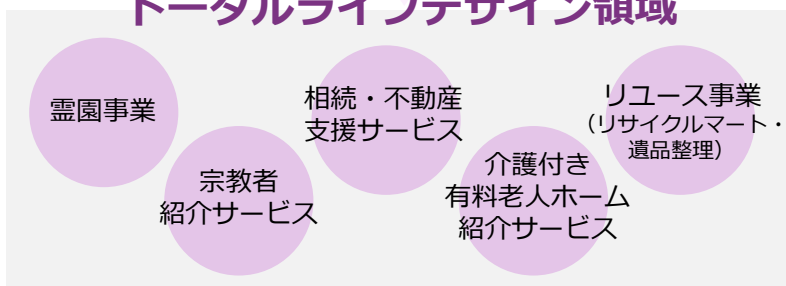 トータルライフデザイン領域
霊園事業
宗教者
紹介サービス
相続・不動産
支援サービス
介護付き
有料老人ホーム
紹介サービス
リユース事業
（リサイクルマート・
遺品整理）